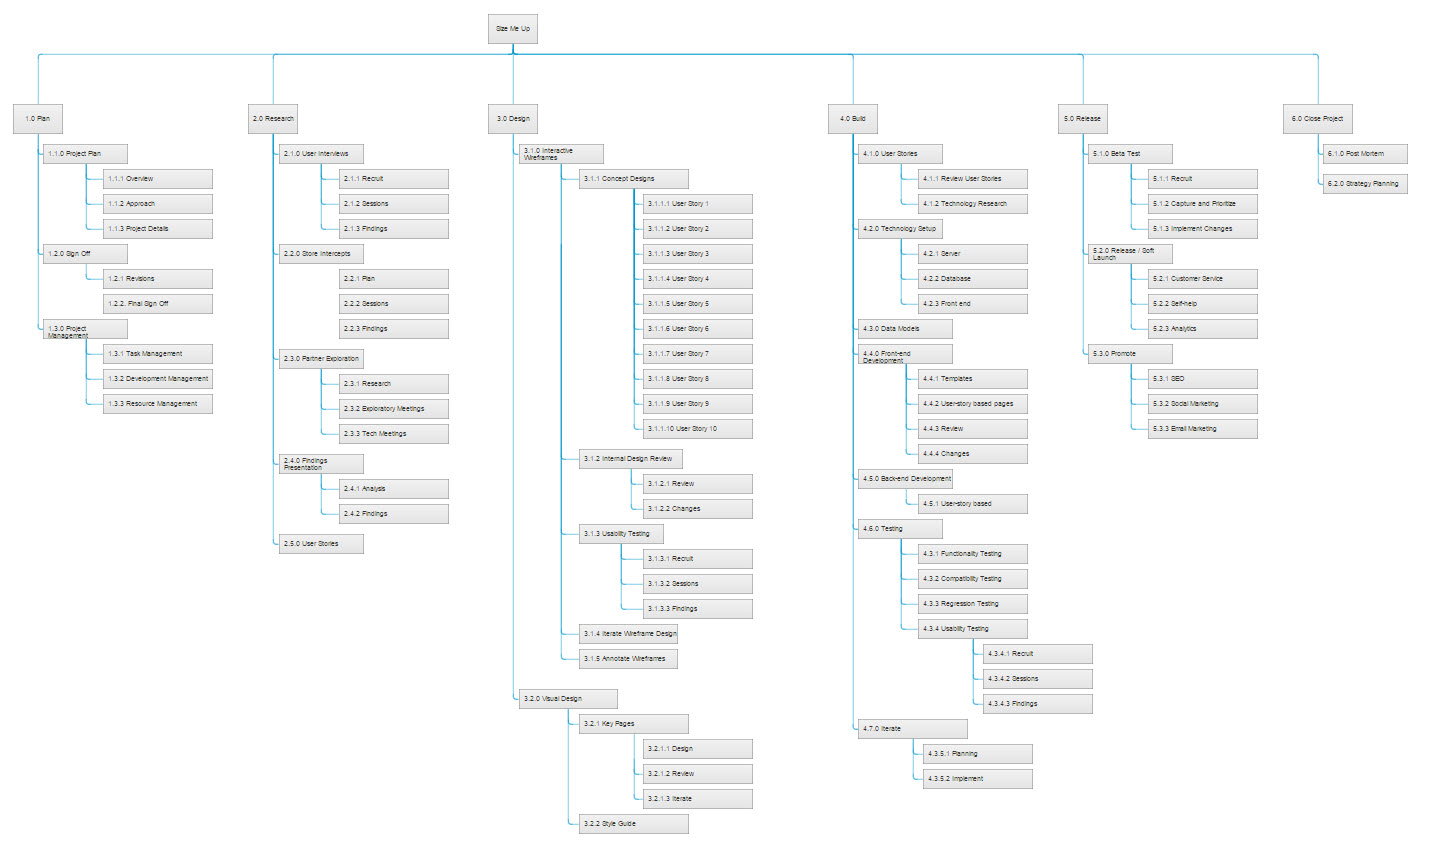 Size Me Up
1.0 Plan
1.1.0 Project Plan
1.1.1 Overview
1.1.2 Approach
1.1.3 Project Details
1.2.0 Sign Off
1.2.1 Revisions
1.2.2. Final Sign Off
1.3.0 Project
Management
1.3.1 Task Management
1.3.2 Development Management
1.3.3 Resource Management
2.0 Research
2.1.0 User Interviews
2.1.1 Recruit
2.1.2 Sessions
2.1.3 Findings
2.2.0 Store Intercepts
2.2.1 Plan
2.2.2 Sessions
2.2.3 Findings
2.3.0 Partner Exploration
2.3.1 Research
2.3.2 Exploratory Meetings
2.3.3 Tech Meetings
2.4.0 Findings
Presentation
2.4.1 Analysis
2.4.2 Findings
2.5.0 User Stories
3.0 Design
3.1.0 Interactive
Wireframes
3.1.1 Concept Designs
3.1.1.1 User Story 1
3.1.1.2 User Story 2
3.1.1.3 User Story 3
3.1.1.4 User Story 4
3.1.1.5 User Story 5
3.1.1.6 User Story 6
3.1.1.7 User Story 7
3.1.1.8 User Story 8
3.1.1.9 User Story 9
3.1.1.10 User Story 10
3.1.2 Internal Design Review
3.1.2.1 Review
3.1.2.2 Changes
3.1.3 Usability Testing
3.1.3.1 Recruit
3.1.3.2 Sessions
3.1.3.3 Findings
3.1.4 Iterate Wireframe Design
3.1.5 Annotate Wireframes
3.2.0 Visual Design
3.2.1 Key Pages
3.2.1.1 Design
3.2.1.2 Review
3.2.1.3 Iterate
3.2.2 Style Guide
4.0 Build
4.1.0 User Stories
4.1.1 Review User Stories
4.1.2 Technology Research
4.2.0 Technology Setup
4.2.1 Server
4.2.2 Database
4.2.3 Front end
4.3.0 Data Models
4.4.0 Front-end
Development
4.4.1 Templates
4.4.2 User-story based pages
4.4.3 Review
4.4.4 Changes
4.5.0 Back-end Development
4.5.1 User-story based
4.6.0 Testing
4.3.1 Functionality Testing
4.3.2 Compatibility Testing
4.3.3 Regression Testing
4.3.4 Usability Testing
4.3.4.1 Recruit
4.3.4.2 Sessions
4.3.4.3 Findings
4.7.0 Iterate
4.3.5.1 Planning
4.3.5.2 Implement
5.0 Release
5.1.0 Beta Test
5.1.1 Recruit
5.1.2 Capture and Prioritize
5.1.3 Implement Changes
5.2.0 Release / Soft
Launch
5.2.1 Customer Service
5.2.2 Self-help
5.2.3 Analytics
5.3.0 Promote
5.3.1 SEO
5.3.2 Social Marketing
5.3.3 Email Marketing
6.0 Close Project
6.1.0 Post Mortem
6.2.0 Strategy Planning